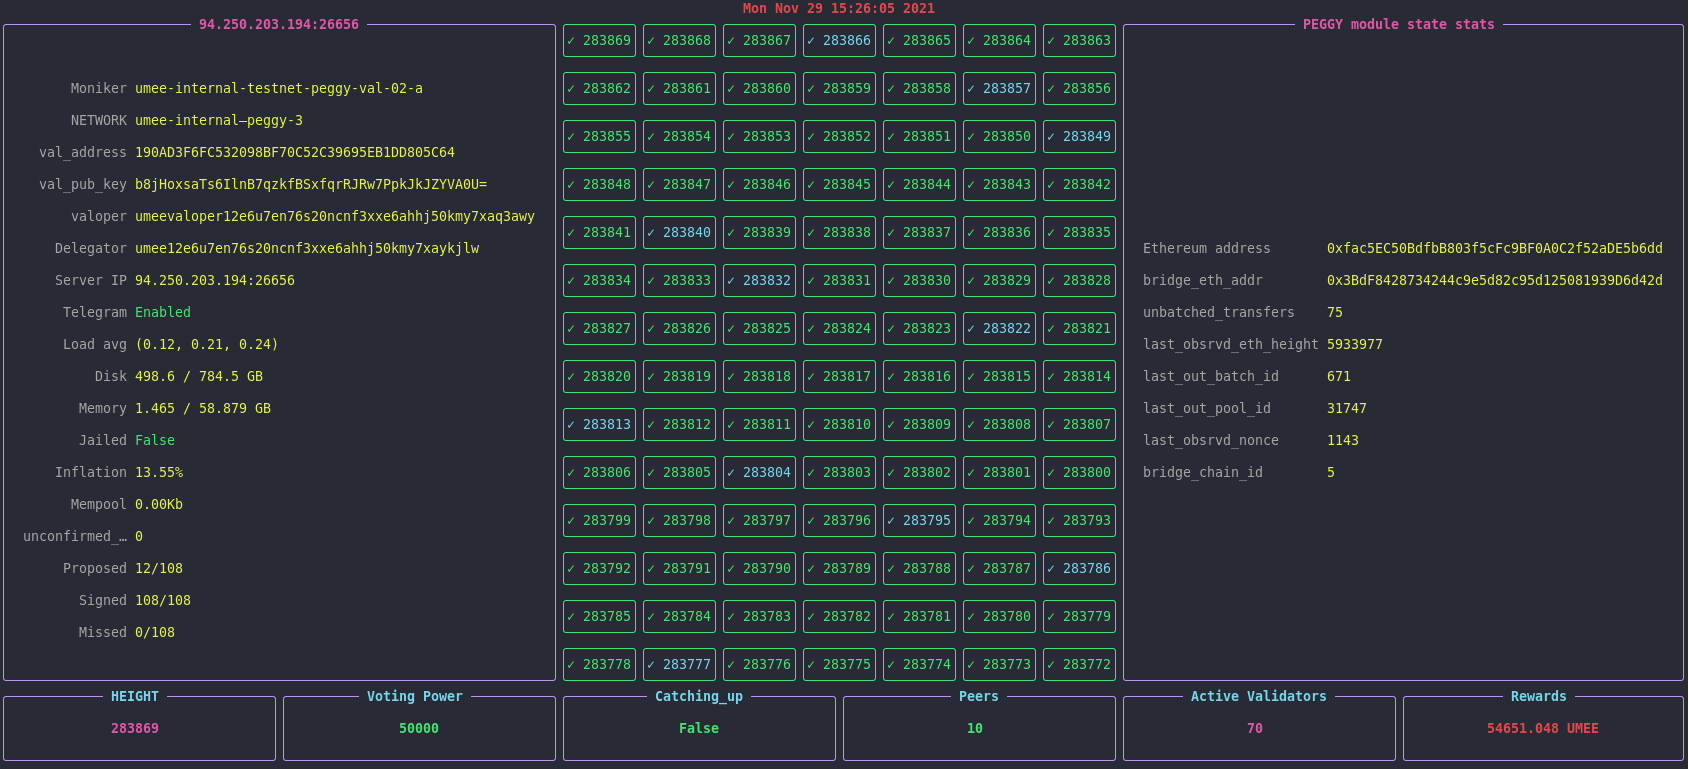 Mon Nov 29 15:26:05 2021
94.250.203.194:26656
Moniker umee-internal-testnet-peggy-val-02-a
NETWORK umee-internal—peggy-3
val_address 190AD3F6FC532098BF70C52C39695EB1DD805C64
val_pub_key b8jHoxsaTs6IlnB7qzkfBSxfqrRJRw7PpkJkJZYVA0U=
valoper umeevaloper12e6u7en76s20ncnf3xxe6ahhj50kmy7xaq3awy
Delegator umee12e6u7en76s20ncnf3xxe6ahhj50kmy7xaykjlw
Server IP 94.250.203.194:26656
Telegram Enabled
Load avg (0.12, 0.21, 0.24)
Disk 498.6 / 784.5 GB
Memory 1.465 / 58.879 GB
Jailed False
Inflation 13.55%
Mempool 0.00Kb
unconfirmed_… 0
Proposed 12/108
Signed 108/108
Missed 0/108
✓ 283869 ✓ 283868 ✓ 283867 ✓ 283866 ✓ 283865 ✓ 283864 ✓ 283863
✓ 283862 ✓ 283861 ✓ 283860 ✓ 283859 ✓ 283858 ✓ 283857 ✓ 283856
✓ 283855 ✓ 283854 ✓ 283853 ✓ 283852 ✓ 283851 ✓ 283850 ✓ 283849
✓ 283848 ✓ 283847 ✓ 283846 ✓ 283845 ✓ 283844 ✓ 283843 ✓ 283842
✓ 283841 ✓ 283840 ✓ 283839 ✓ 283838 ✓ 283837 ✓ 283836 ✓ 283835
✓ 283834 ✓ 283833 ✓ 283832 ✓ 283831 ✓ 283830 ✓ 283829 ✓ 283828
✓ 283827 ✓ 283826 ✓ 283825 ✓ 283824 ✓ 283823 ✓ 283822 ✓ 283821
✓ 283820 ✓ 283819 ✓ 283818 ✓ 283817 ✓ 283816 ✓ 283815 ✓ 283814
✓ 283813 ✓ 283812 ✓ 283811 ✓ 283810 ✓ 283809 ✓ 283808 ✓ 283807
✓ 283806 ✓ 283805 ✓ 283804 ✓ 283803 ✓ 283802 ✓ 283801 ✓ 283800
✓ 283799 ✓ 283798 ✓ 283797 ✓ 283796 ✓ 283795 ✓ 283794 ✓ 283793
✓ 283792 ✓ 283791 ✓ 283790 ✓ 283789 ✓ 283788 ✓ 283787 ✓ 283786
✓ 283785 ✓ 283784 ✓ 283783 ✓ 283782 ✓ 283781 ✓ 283780 ✓ 283779
✓ 283778 ✓ 283777 ✓ 283776 ✓ 283775 ✓ 283774 ✓ 283773 ✓ 283772
PEGGY module state stats
Ethereum address 0xfac5EC50BdfbB803f5cFc9BF0A0C2f52aDE5b6dd
bridge_eth_addr 0x3BdF8428734244c9e5d82c95d125081939D6d42d
unbatched_transfers 75
last_obsrvd_eth_height 5933977
last_out_batch_id 671
last_out_pool_id 31747
last_obsrvd_nonce 1143
bridge_chain_id 5
HEIGHT
283869
Voting Power
50000
Catching_up
False
Peers
10
Active Validators
70
Rewards
54651.048 UMEE